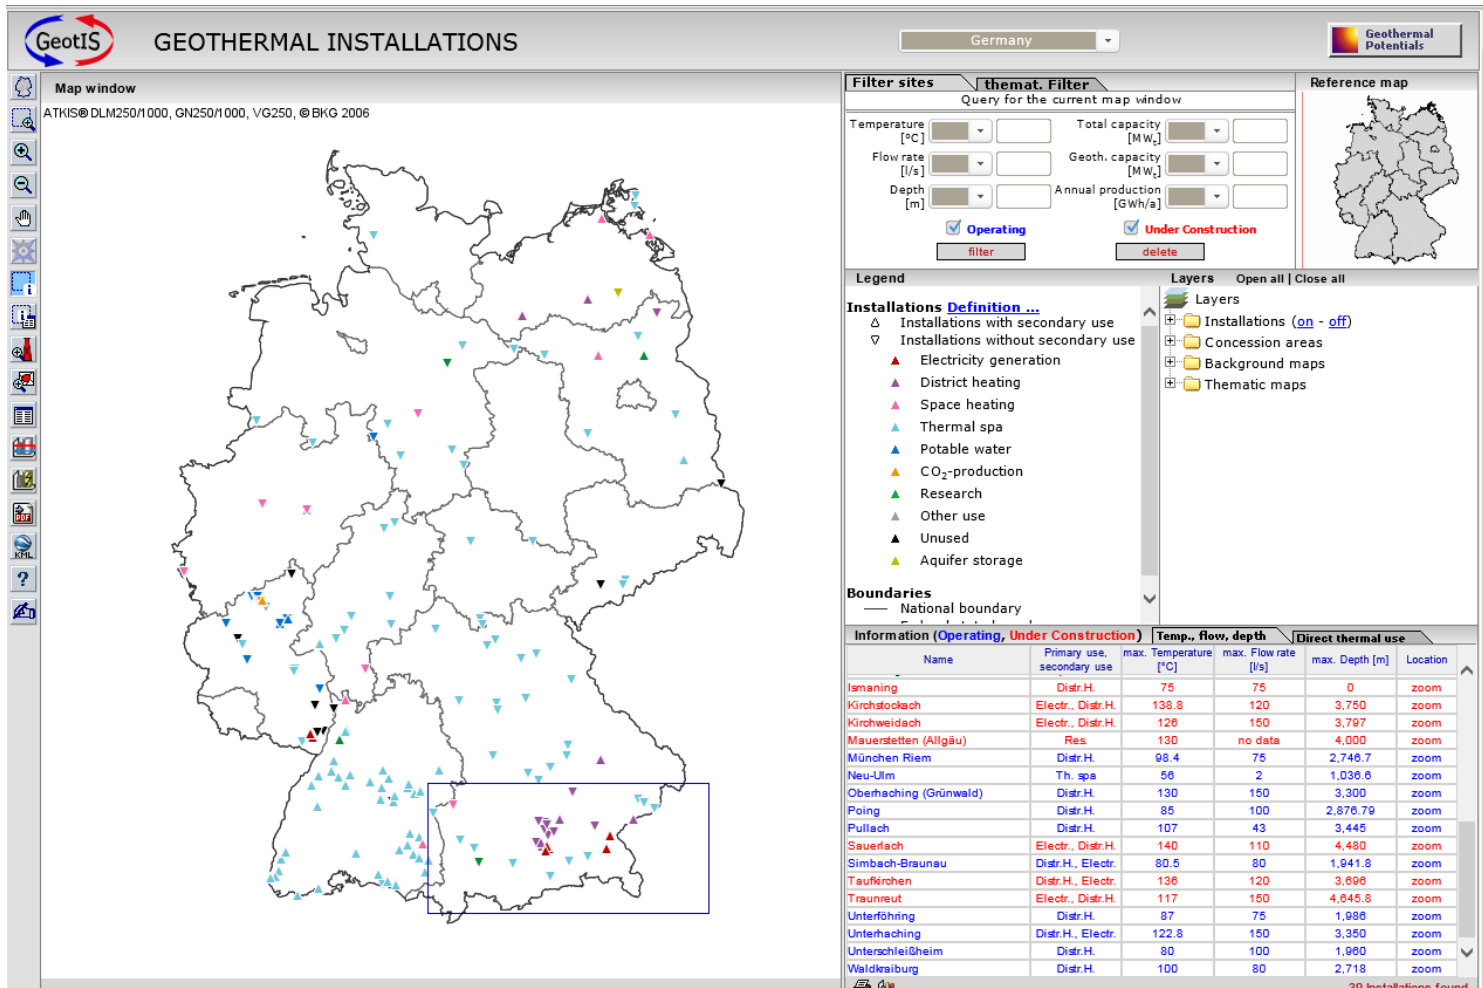 GeotIS
GEOTHERMAL INSTALLATIONS
Germany
Geothermal
Potentials
Map window
ATKIS® DLM250/1000, GN250/1000, VG250, © BKG 2006
Filter sites
themat. Filter
Reference map
Query for the current map window
Temperature
[°C]
Total capacity
[MWt]
Flow rate
[l/s]
Geoth. capacity
[MWt]
Depth
[m]
Annual production
[GWh/a]
Operating
Under Construction
filter
delete
Legend
Layers Open all | Close all
Installations Definition ...
Installations with secondary use
Installations without secondary use
Electricity generation
District heating
Space heating
Thermal spa
Potable water
CO2-production
Research
Other use
Unused
Aquifer storage
Boundaries
National boundary
Layers
Installations (on - off)
Concession areas
Background maps
Thematic maps
PDF
KML
?
Information (Operating, Under Construction)
Temp., flow, depth
Direct thermal use
Name Primary use, secondary use max. Temperature [°C] max. Flow rate [l/s] max. Depth [m] Location
Ismaning Distr.H. 75 75 0 zoom
Kirchstockach Electr., Distr.H. 138.8 120 3,750 zoom
Kirchweidach Electr., Distr.H. 126 150 3,797 zoom
Mauerstetten (Allgäu) Res. 130 no data 4,000 zoom
München Riem Distr.H. 98.4 75 2,746.7 zoom
Neu-Ulm Th. spa 56 2 1,036.6 zoom
Oberhaching (Grünwald) Distr.H. 130 150 3,300 zoom
Poing Distr.H. 85 100 2,876.79 zoom
Pullach Distr.H. 107 43 3,445 zoom
Sauerlach Electr., Distr.H. 140 110 4,480 zoom
Simbach-Braunau Distr.H., Electr. 80.5 80 1,941.8 zoom
Taufkirchen Distr.H., Electr. 136 120 3,696 zoom
Traunreut Electr., Distr.H. 117 150 4,645.8 zoom
Unterföhring Distr.H. 87 75 1,986 zoom
Unterhaching Distr.H., Electr. 122.8 150 3,350 zoom
Unterschleißheim Distr.H. 80 100 1,960 zoom
Waldkraiburg Distr.H. 100 80 2,718 zoom